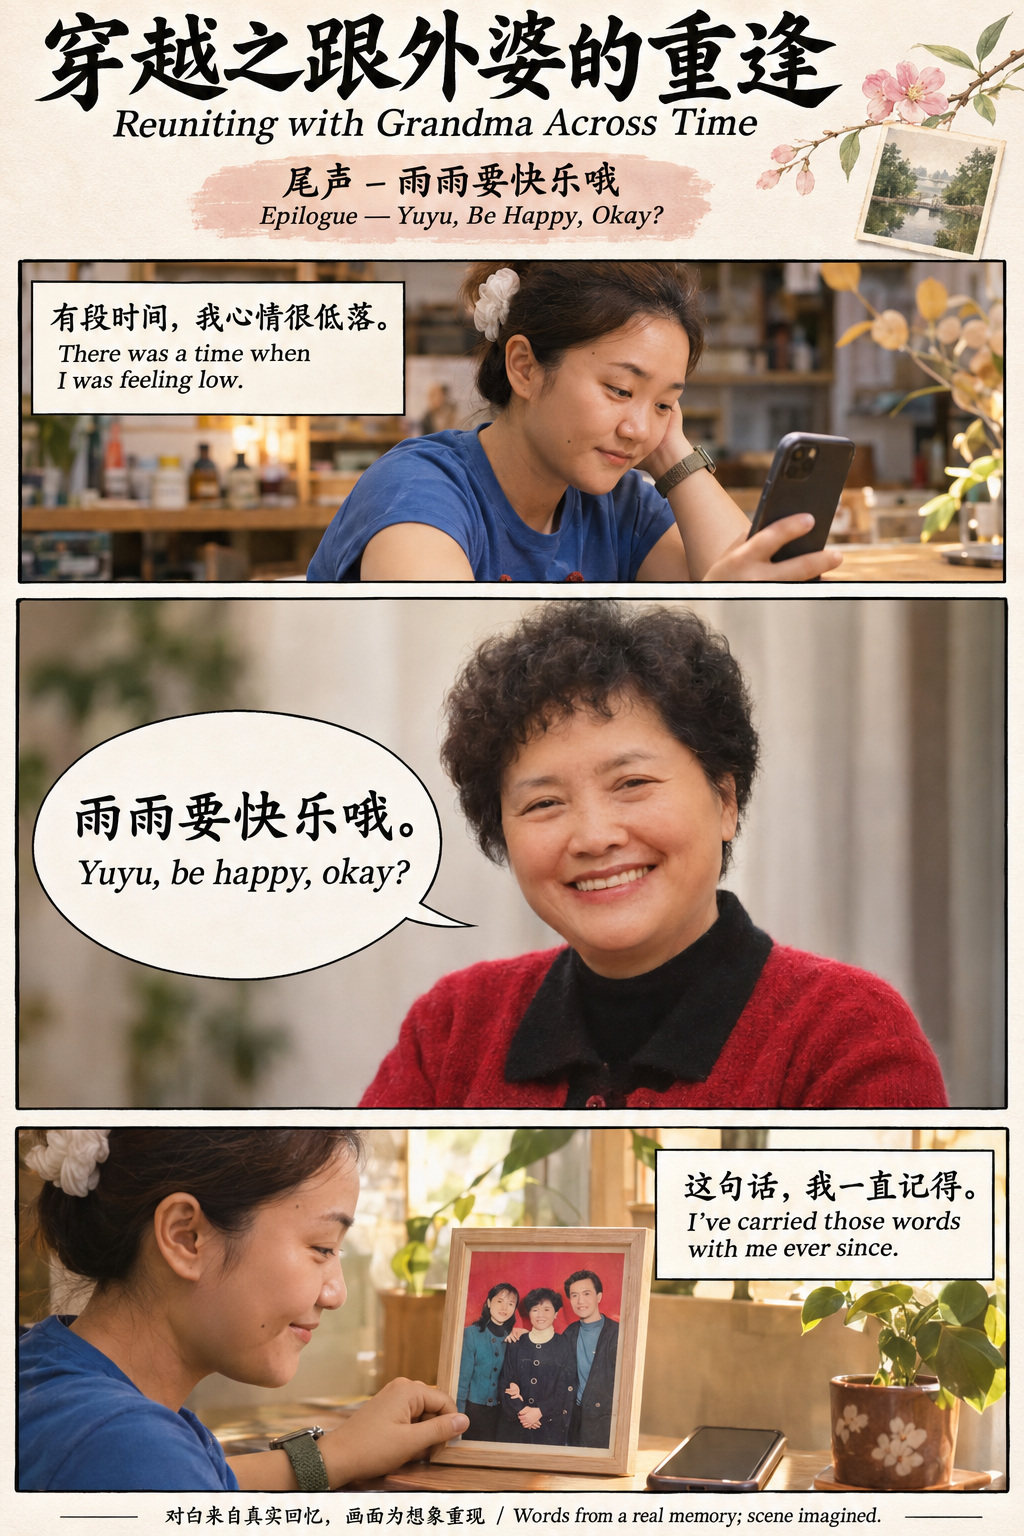 穿越之跟外婆的重逢
Reuniting with Grandma Across Time
尾声 – 雨雨要快乐哦
Epilogue — Yuyu, Be Happy, Okay?
有段时间，我心情很低落。
There was a time when
I was feeling low.
雨雨要快乐哦。
Yuyu, be happy, okay?
这句话，我一直记得。
I’ve carried those words
with me ever since.
对白来自真实回忆，画面为想象重现 / Words from a real memory; scene imagined.